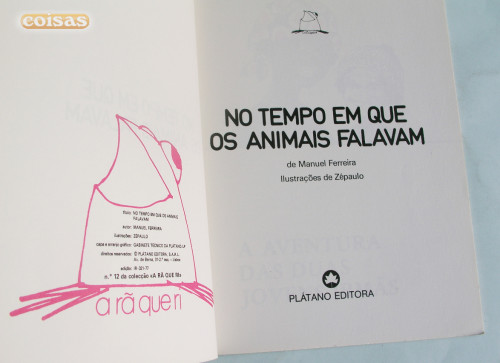 coisas
título NO TEMPO EM QUE OS ANIMAIS
FALAVAM
autor MANUEL FERREIRA
ilustrações ZÉPAULO
capa e arranjo gráfico GABINETE TÉCNICO DA PLÁTANO
direitos reservados © PLÁTANO EDITORA, S.A.R.L.
edição
n.º 12 da colecção «A RÃ QUE RI»
a rã que ri
NO TEMPO EM QUE
OS ANIMAIS FALAVAM
de Manuel Ferreira
Ilustrações de Zépaulo
PLÁTANO EDITORA